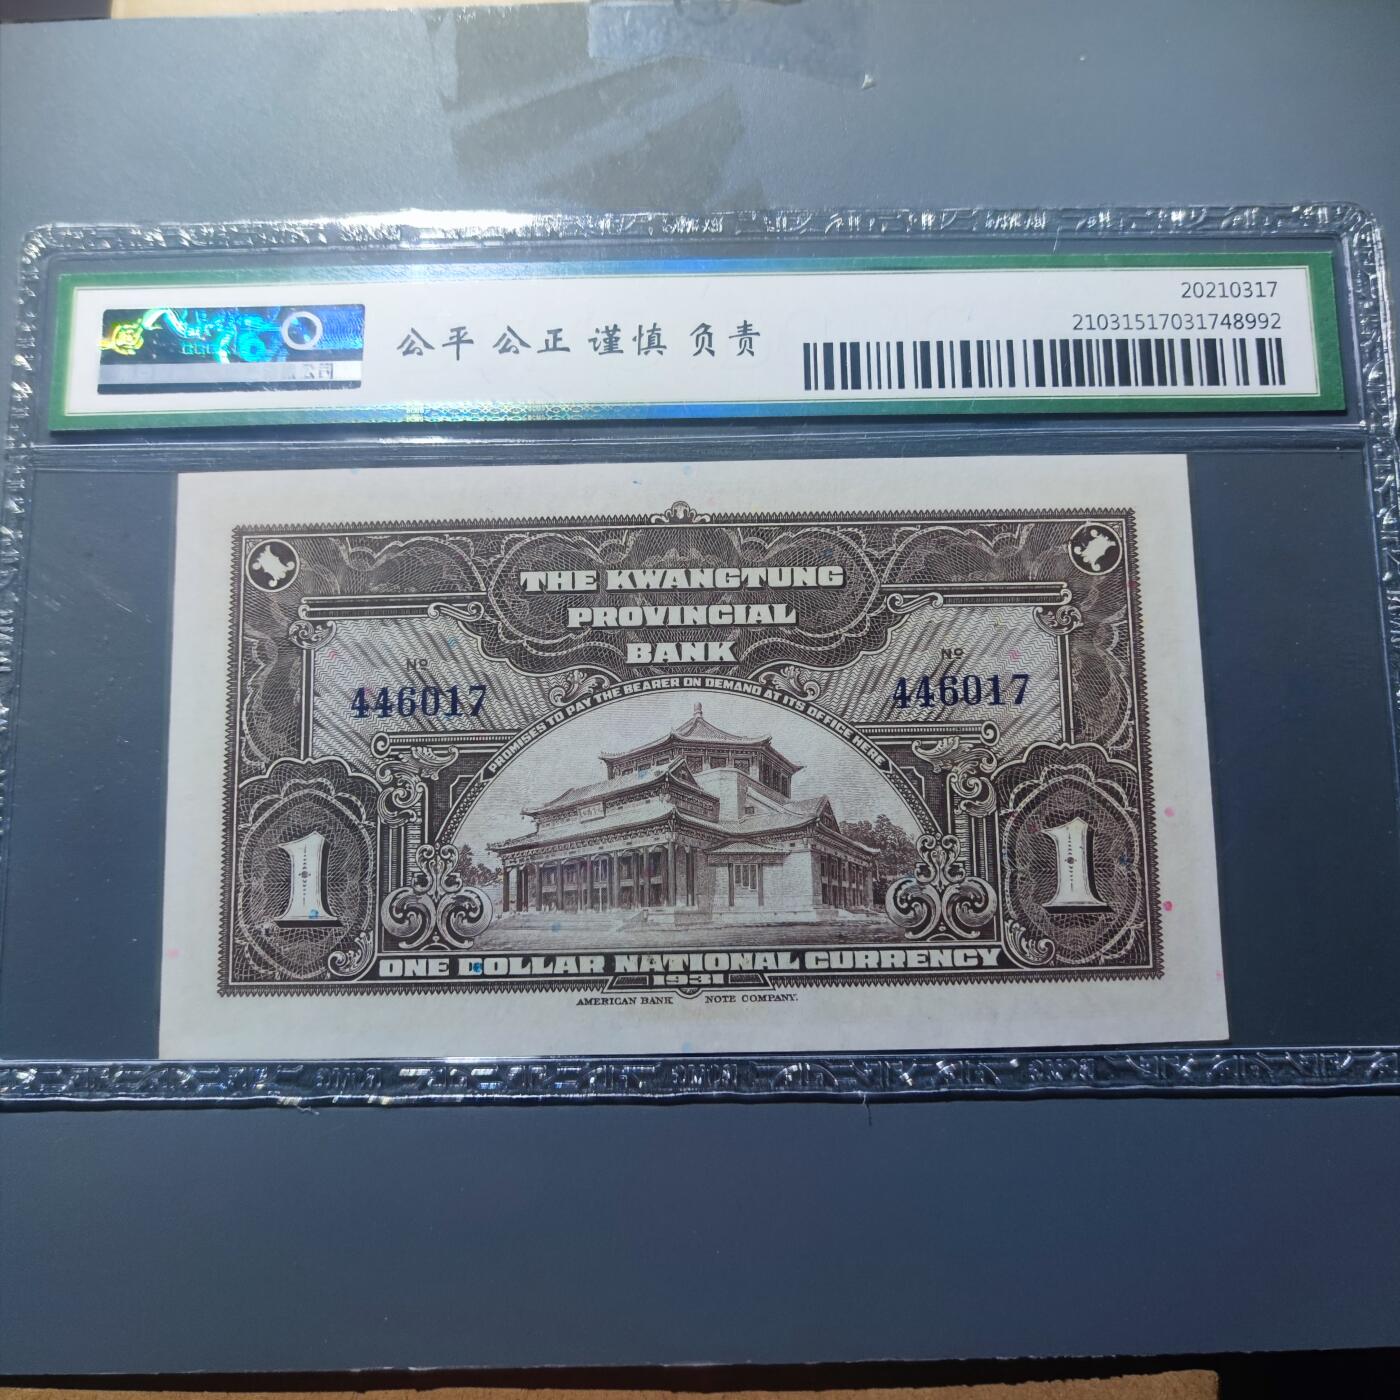 20210317
21031517031748992
公平 公正 谨慎 负责
THE KWANGTUNG
PROVINCIAL
BANK
No
No
446017
446017
PROMISES TO PAY THE BEARER ON DEMAND AT ITS OFFICE HERE
1
1
ONE DOLLAR NATIONAL CURRENCY
1931
AMERICAN BANK NOTE COMPANY.